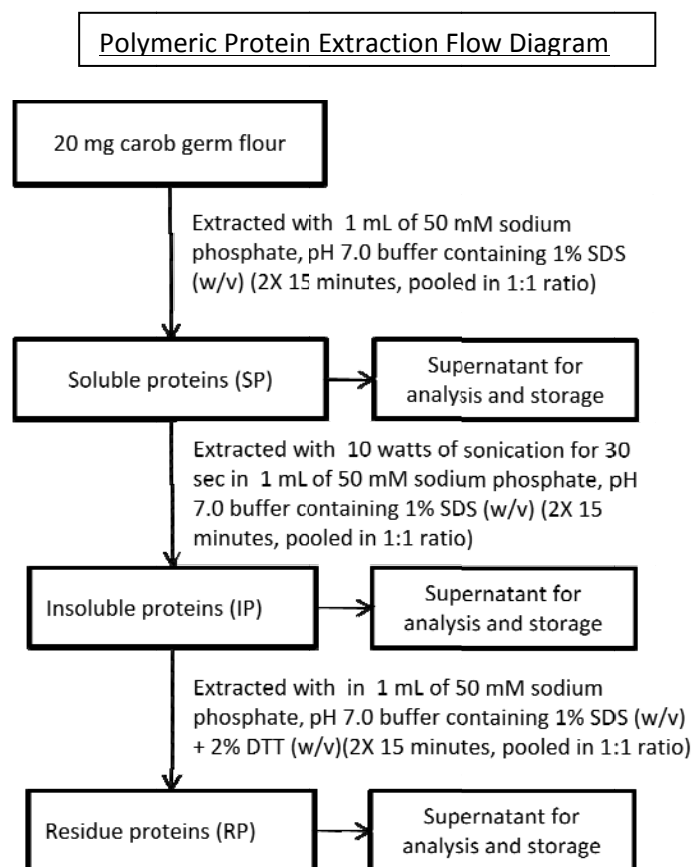 Polymeric Protein Extraction Flow Diagram
20 mg carob germ flour
Extracted with 1 mL of 50 mM sodium
phosphate, pH 7.0 buffer containing 1% SDS
(w/v) (2X 15 minutes, pooled in 1:1 ratio)
Soluble proteins (SP)
Supernatant for
analysis and storage
Extracted with 10 watts of sonication for 30
sec in 1 mL of 50 mM sodium phosphate, pH
7.0 buffer containing 1% SDS (w/v) (2X 15
minutes, pooled in 1:1 ratio)
Insoluble proteins (IP)
Supernatant for
analysis and storage
Extracted with in 1 mL of 50 mM sodium
phosphate, pH 7.0 buffer containing 1% SDS (w/v)
+ 2% DTT (w/v)(2X 15 minutes, pooled in 1:1 ratio)
Residue proteins (RP)
Supernatant for
analysis and storage